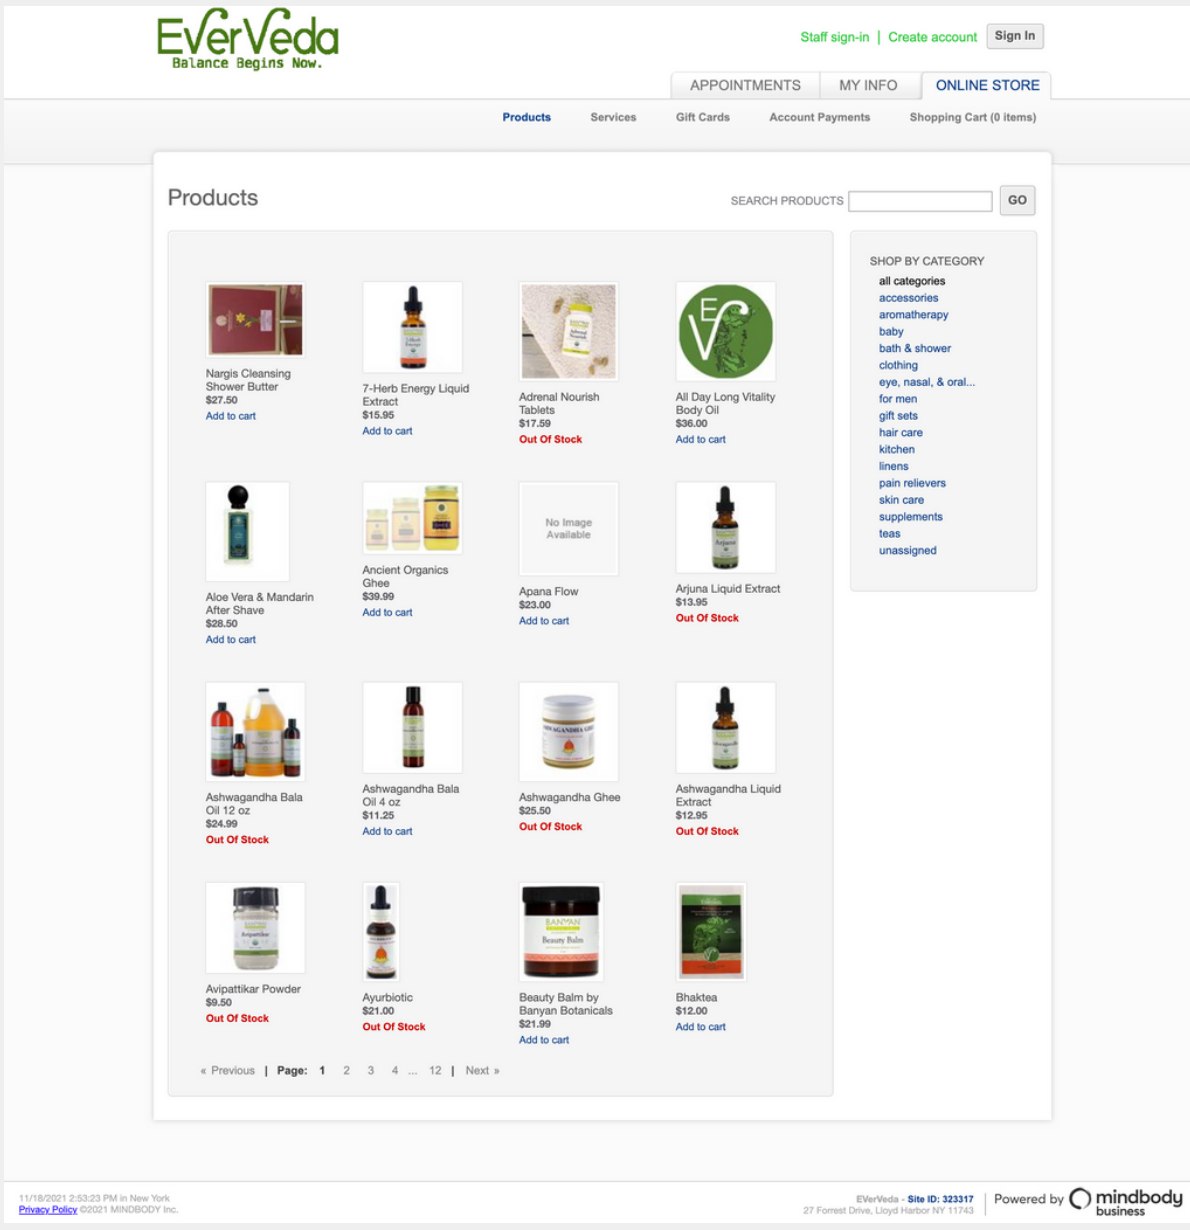 EVerVeda
Balance Begins Now.
Staff sign-in | Create account Sign In
APPOINTMENTS MY INFO ONLINE STORE
Products Services Gift Cards Account Payments Shopping Cart (0 items)
Products
SEARCH PRODUCTS GO
Nargis Cleansing
Shower Butter
$27.50
Add to cart
7-Herb Energy Liquid
Extract
$15.95
Add to cart
Adrenal Nourish
Tablets
$17.59
Out Of Stock
EV
All Day Long Vitality
Body Oil
$36.00
Add to cart
Aloe Vera & Mandarin
After Shave
$28.50
Add to cart
Ancient Organics
Ghee
$39.99
Add to cart
No Image
Available
Apana Flow
$23.00
Add to cart
Arjuna
Arjuna Liquid Extract
$13.95
Out Of Stock
Ashwagandha Bala
Oil 12 oz
$24.99
Out Of Stock
Ashwagandha Bala
Oil 4 oz
$11.25
Add to cart
Ashwagandha Ghee
$25.50
Out Of Stock
Ashwagandha Liquid
Extract
$12.95
Out Of Stock
Avipattikar
Avipattikar Powder
$9.50
Out Of Stock
Ayurbiotic
$21.00
Out Of Stock
BANYAN
Beauty Balm
Beauty Balm by
Banyan Botanicals
$21.99
Add to cart
Bhaktea
$12.00
Add to cart
« Previous | Page: 1 2 3 4 ... 12 | Next »
SHOP BY CATEGORY
all categories
accessories
aromatherapy
baby
bath & shower
clothing
eye, nasal, & oral...
for men
gift sets
hair care
kitchen
linens
pain relievers
skin care
supplements
teas
unassigned
11/18/2021 2:53:23 PM in New York
Privacy Policy ©2021 MINDBODY Inc.
EVerVeda - Site ID: 323317
27 Forrest Drive, Lloyd Harbor NY 11743
Powered by mindbody
business